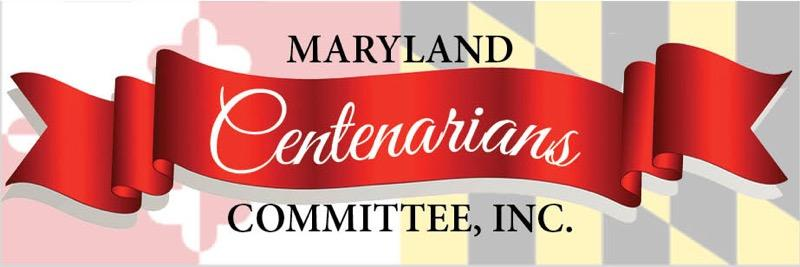 MARYLAND
Centenarians
COMMITTEE, INC.